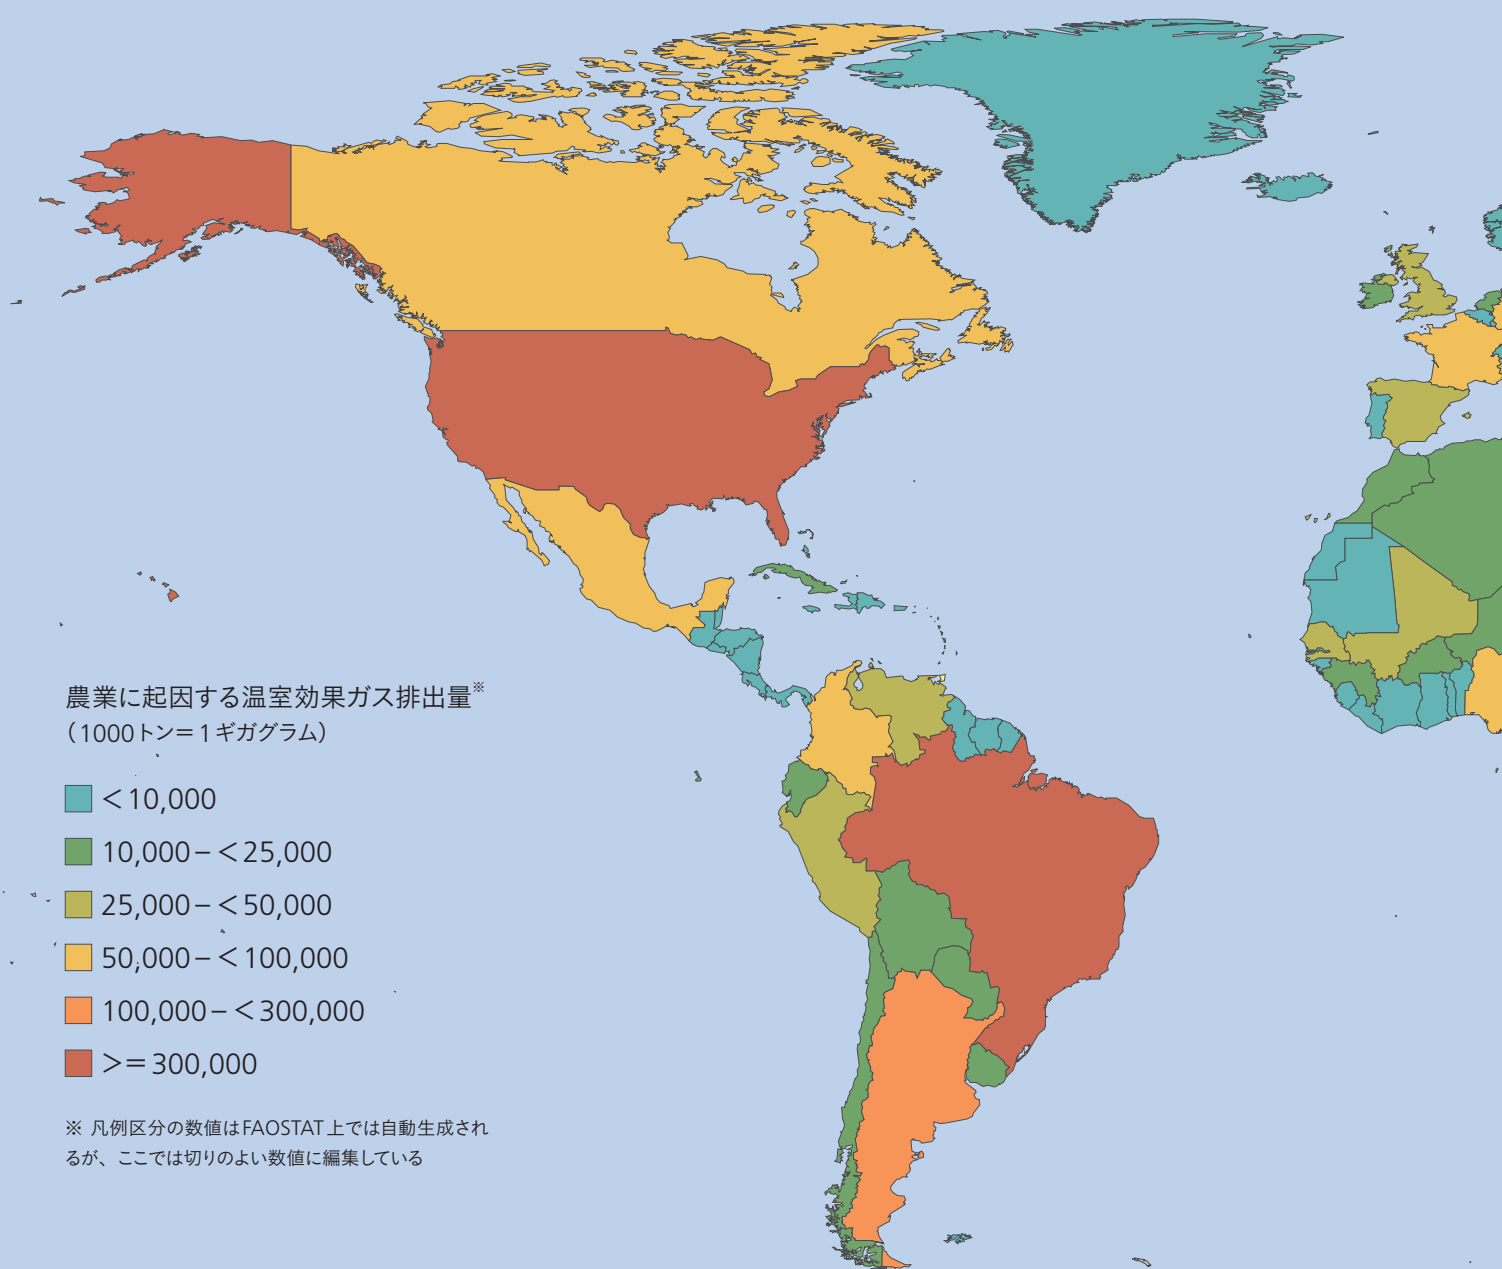 農業に起因する温室効果ガス排出量※
（1000トン＝1ギガグラム）
＜10,000
10,000−＜25,000
25,000−＜50,000
50,000−＜100,000
100,000−＜300,000
＞＝300,000
※ 凡例区分の数値はFAOSTAT上では自動生成され
るが、ここでは切りのよい数値に編集している